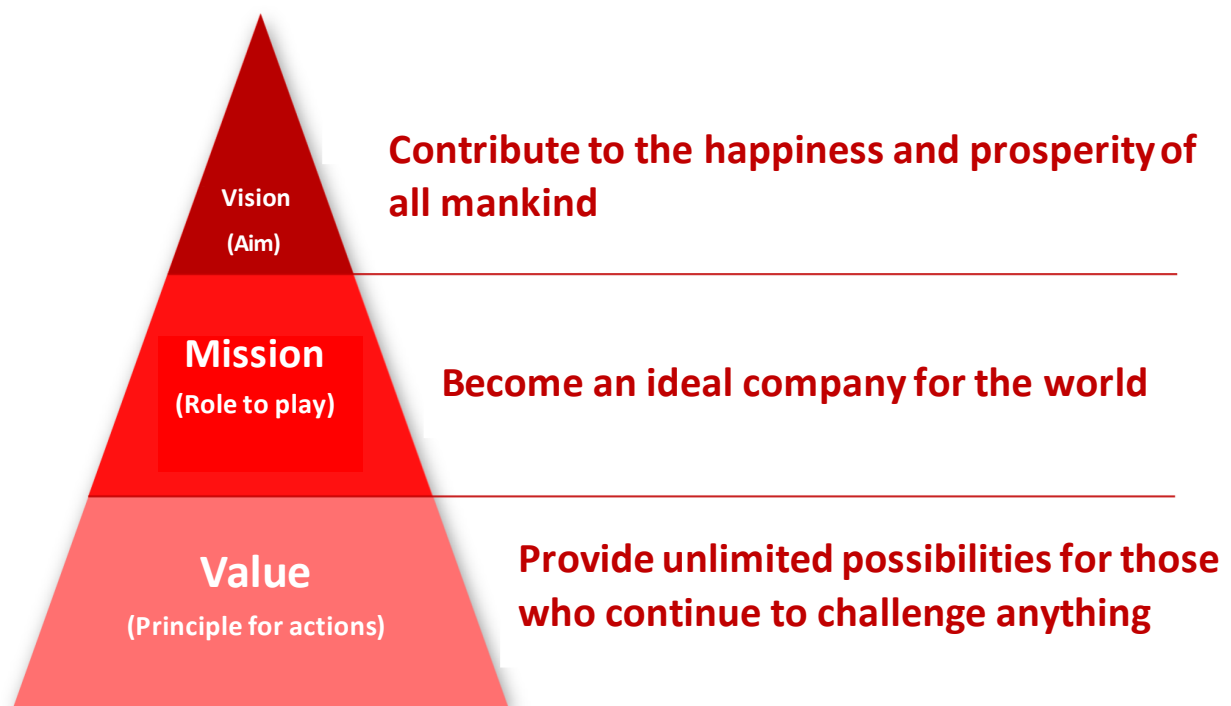 Vision
(Aim)
Contribute to the happiness and prosperity of
all mankind
Mission
(Role to play)
Become an ideal company for the world
Value
(Principle for actions)
Provide unlimited possibilities for those
who continue to challenge anything